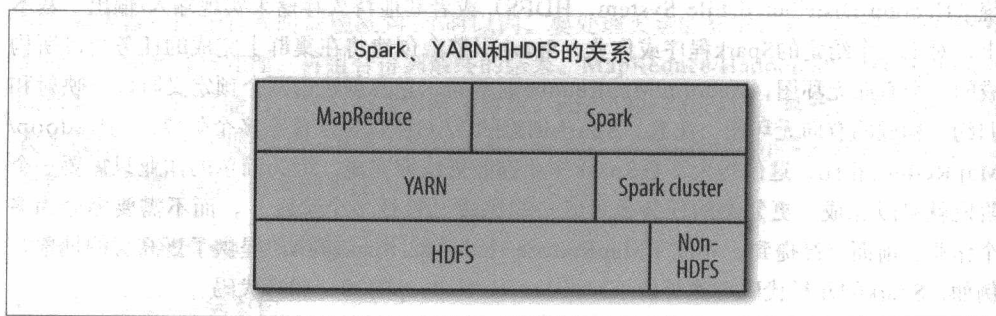 Spark、YARN和HDFS的关系
MapReduce
Spark
YARN
Spark cluster
HDFS
Non-
HDFS